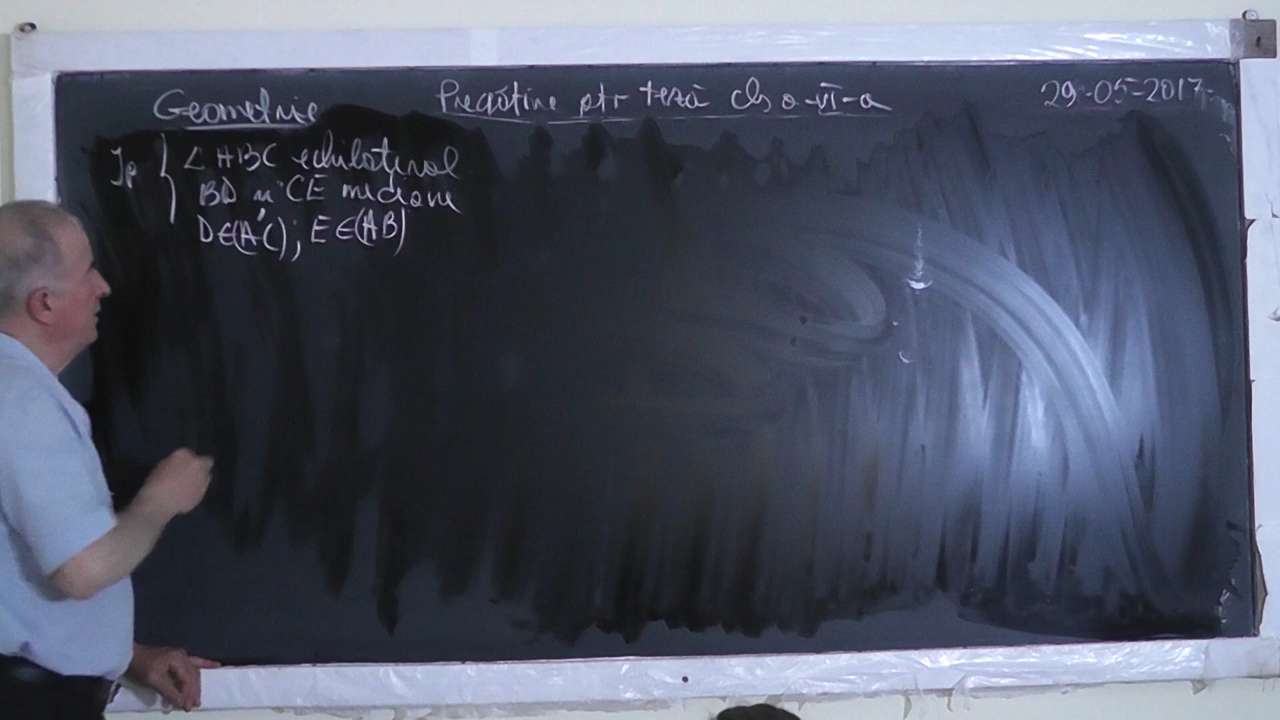 Geometrie Pregătire ptr teză cls a-VI-a 29-05-2017
Ip { ∠ ABC echilateral
BD și CE mediane
D∈(AC); E∈(AB)